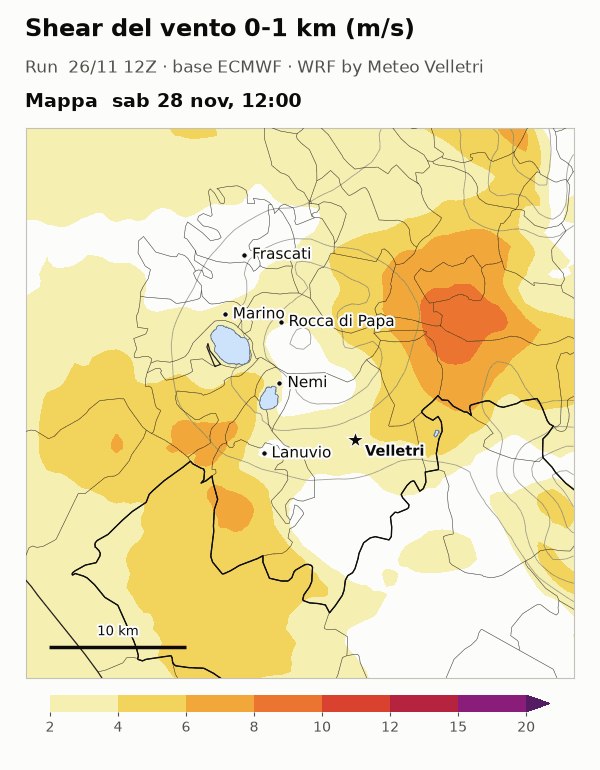 Shear del vento 0-1 km (m/s)
Run  26/11 12Z · base ECMWF · WRF by Meteo Velletri
Mappa  sab 28 nov, 12:00
Frascati
Marino
Rocca di Papa
Nemi
Lanuvio
Velletri
10 km
2 4 6 8 10 12 15 20